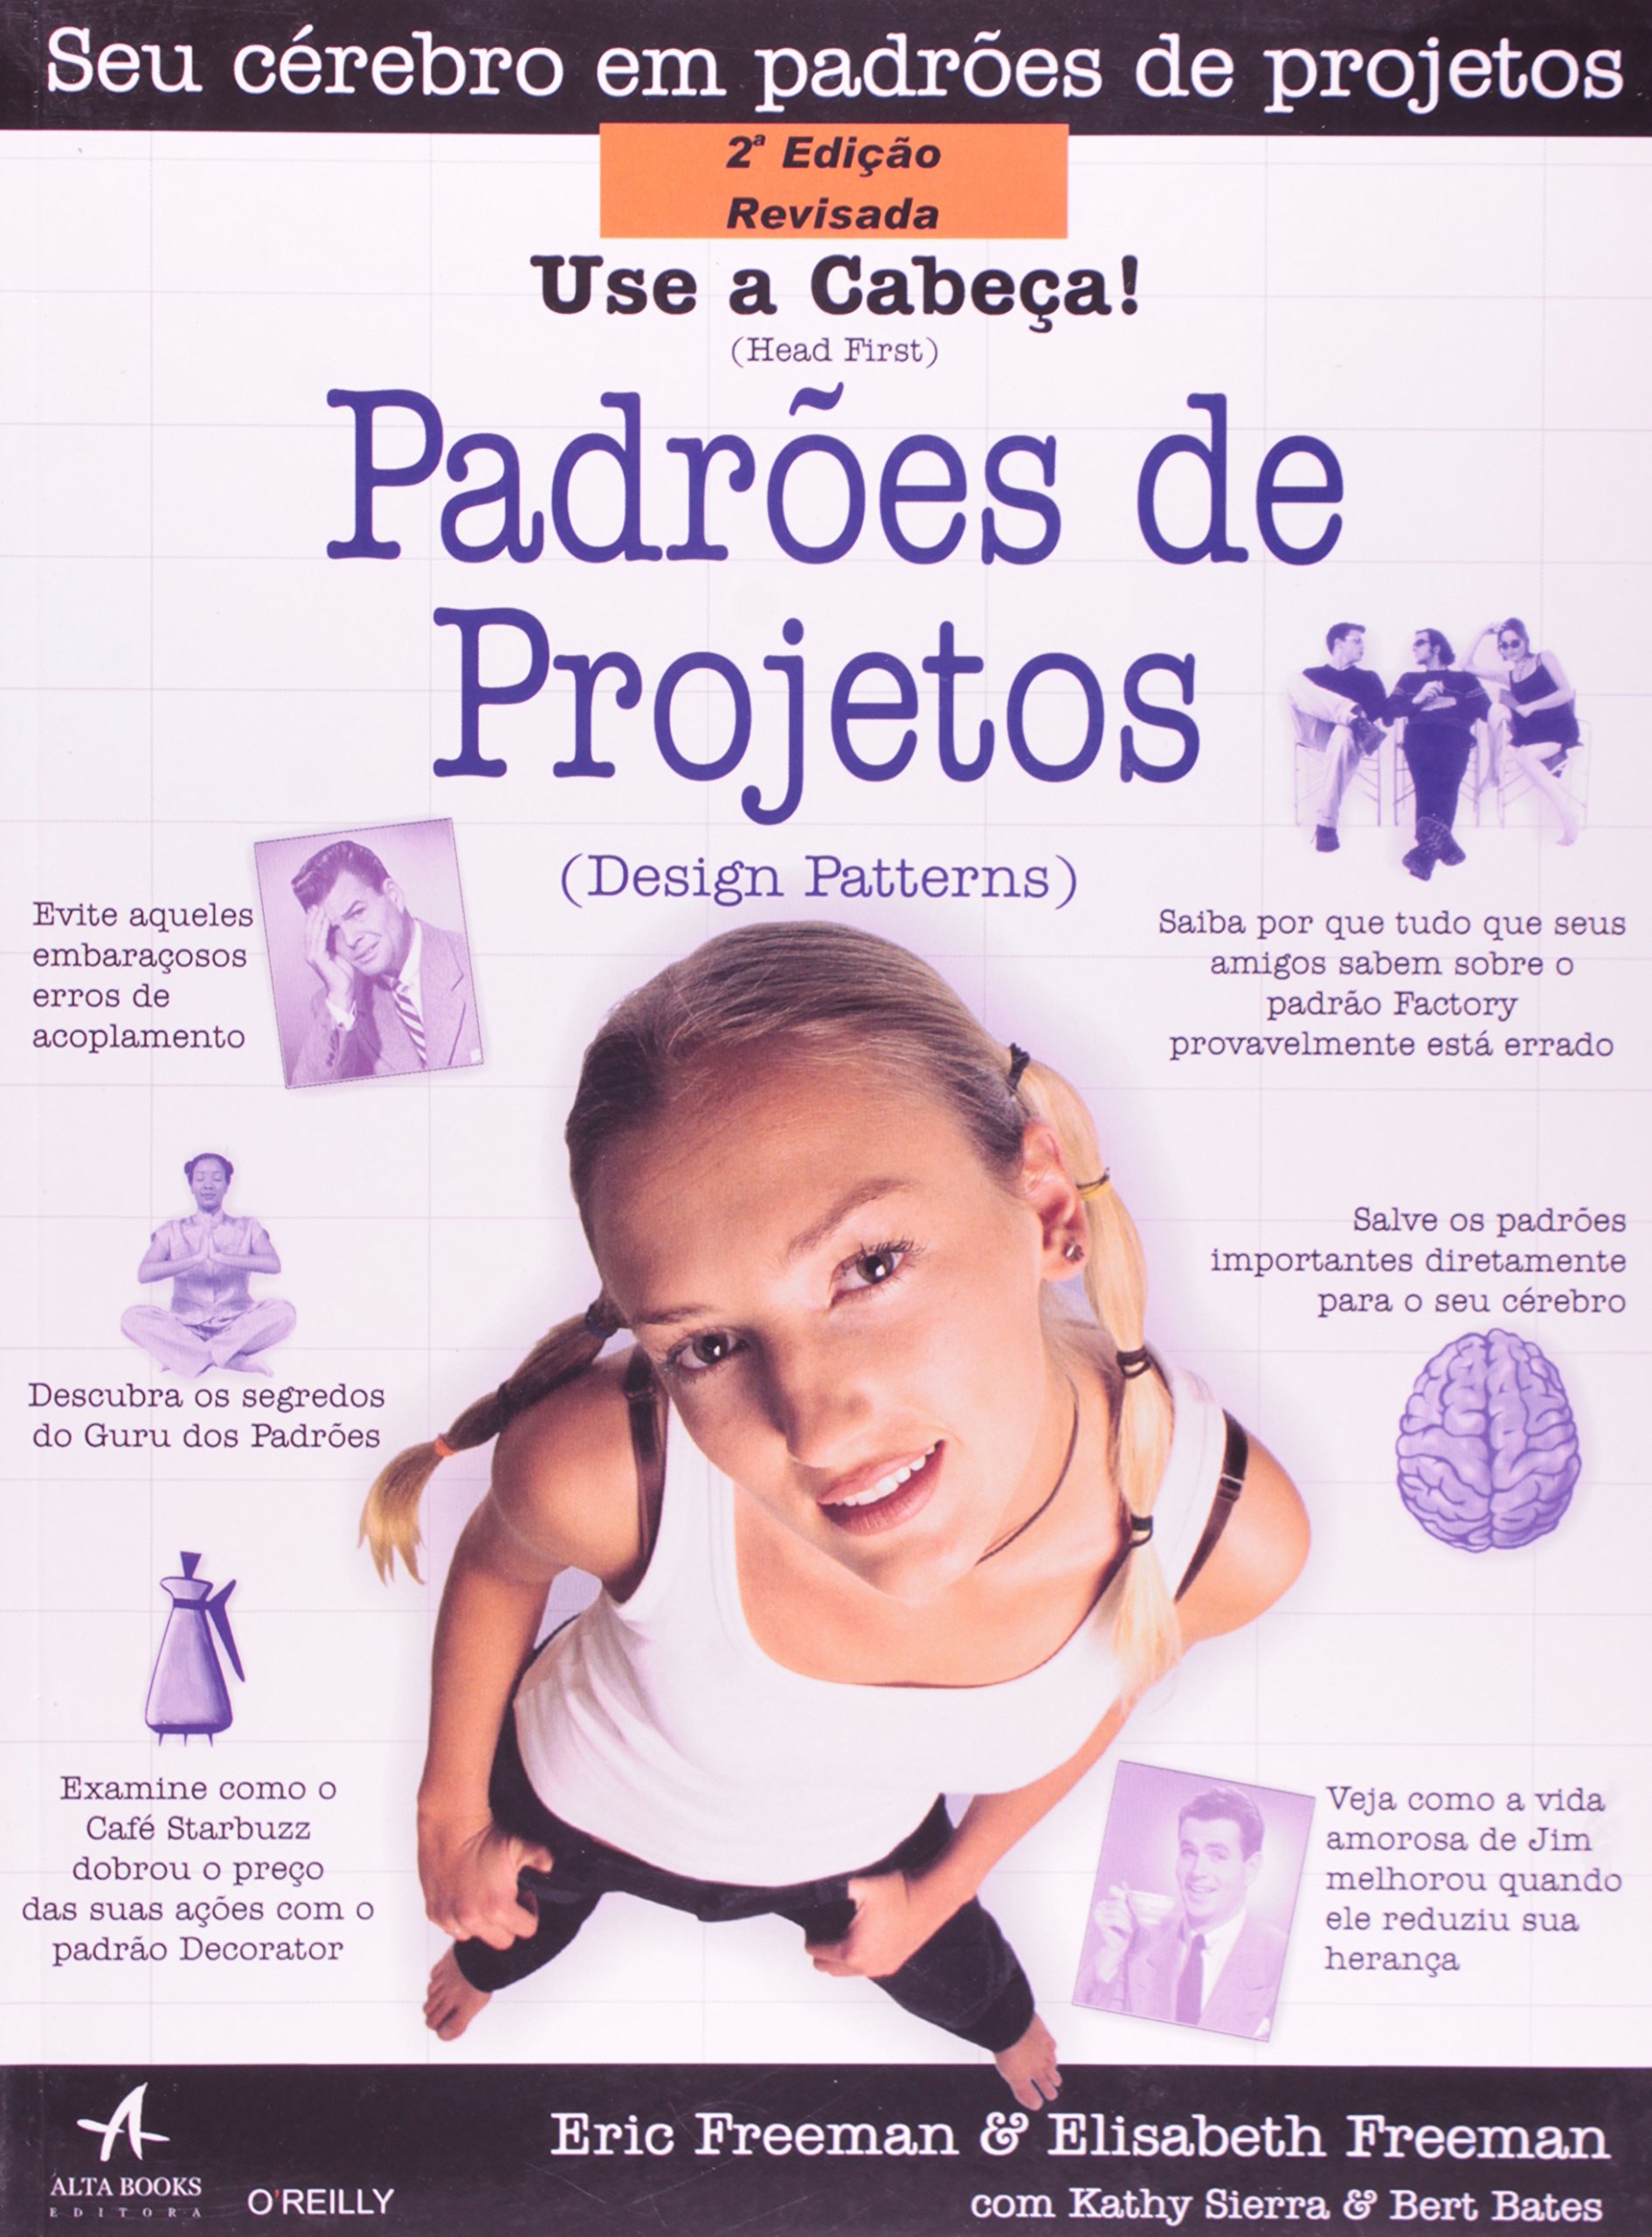 Seu cérebro em padrões de projetos
2ª Edição
Revisada
Use a Cabeça!
(Head First)
Padrões de
Projetos
(Design Patterns)
Evite aqueles
embaraçosos
erros de
acoplamento
Saiba por que tudo que seus
amigos sabem sobre o
padrão Factory
provavelmente está errado
Descubra os segredos
do Guru dos Padrões
Salve os padrões
importantes diretamente
para o seu cérebro
Examine como o
Café Starbuzz
dobrou o preço
das suas ações com o
padrão Decorator
Veja como a vida
amorosa de Jim
melhorou quando
ele reduziu sua
herança
Eric Freeman & Elisabeth Freeman
com Kathy Sierra & Bert Bates
ALTA BOOKS
EDITORA
O'REILLY